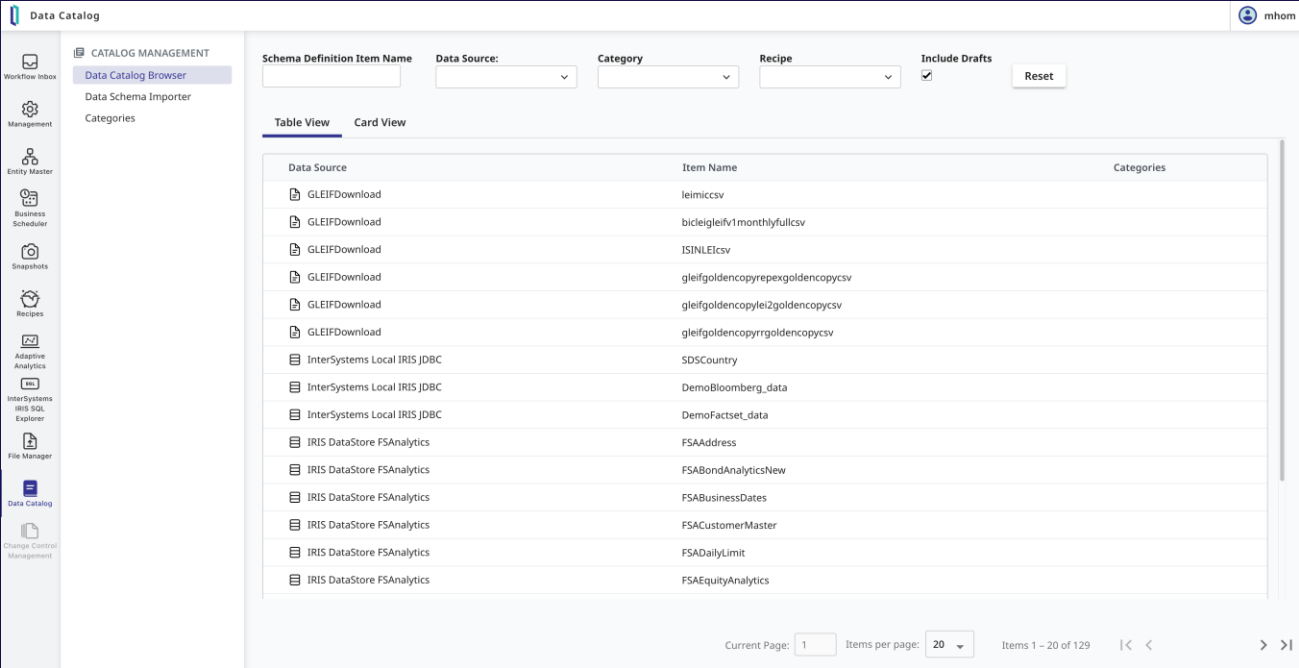 Data Catalog
mhom
Workflow Inbox
Management
Entity Master
Business
Scheduler
Snapshots
Recipes
Adaptive
Analytics
InterSystems
IRIS SQL
Explorer
File Manager
Data Catalog
Change Control
Management
CATALOG MANAGEMENT
Data Catalog Browser
Data Schema Importer
Categories
Schema Definition Item Name
Data Source:
Category
Recipe
Include Drafts
Reset
Table View Card View
Data Source Item Name Categories
GLEIFDownload leimiccsv
GLEIFDownload bicleigleifv1monthlyfullcsv
GLEIFDownload ISINLEIcsv
GLEIFDownload gleifgoldencopyrepexgoldencopycsv
GLEIFDownload gleifgoldencopylei2goldencopycsv
GLEIFDownload gleifgoldencopyrrgoldencopycsv
InterSystems Local IRIS JDBC SDSCountry
InterSystems Local IRIS JDBC DemoBloomberg_data
InterSystems Local IRIS JDBC DemoFactset_data
IRIS DataStore FSAnalytics FSAAddress
IRIS DataStore FSAnalytics FSABondAnalyticsNew
IRIS DataStore FSAnalytics FSABusinessDates
IRIS DataStore FSAnalytics FSACustomerMaster
IRIS DataStore FSAnalytics FSADailyLimit
IRIS DataStore FSAnalytics FSAEquityAnalytics
Current Page: 1 Items per page: 20 Items 1 – 20 of 129